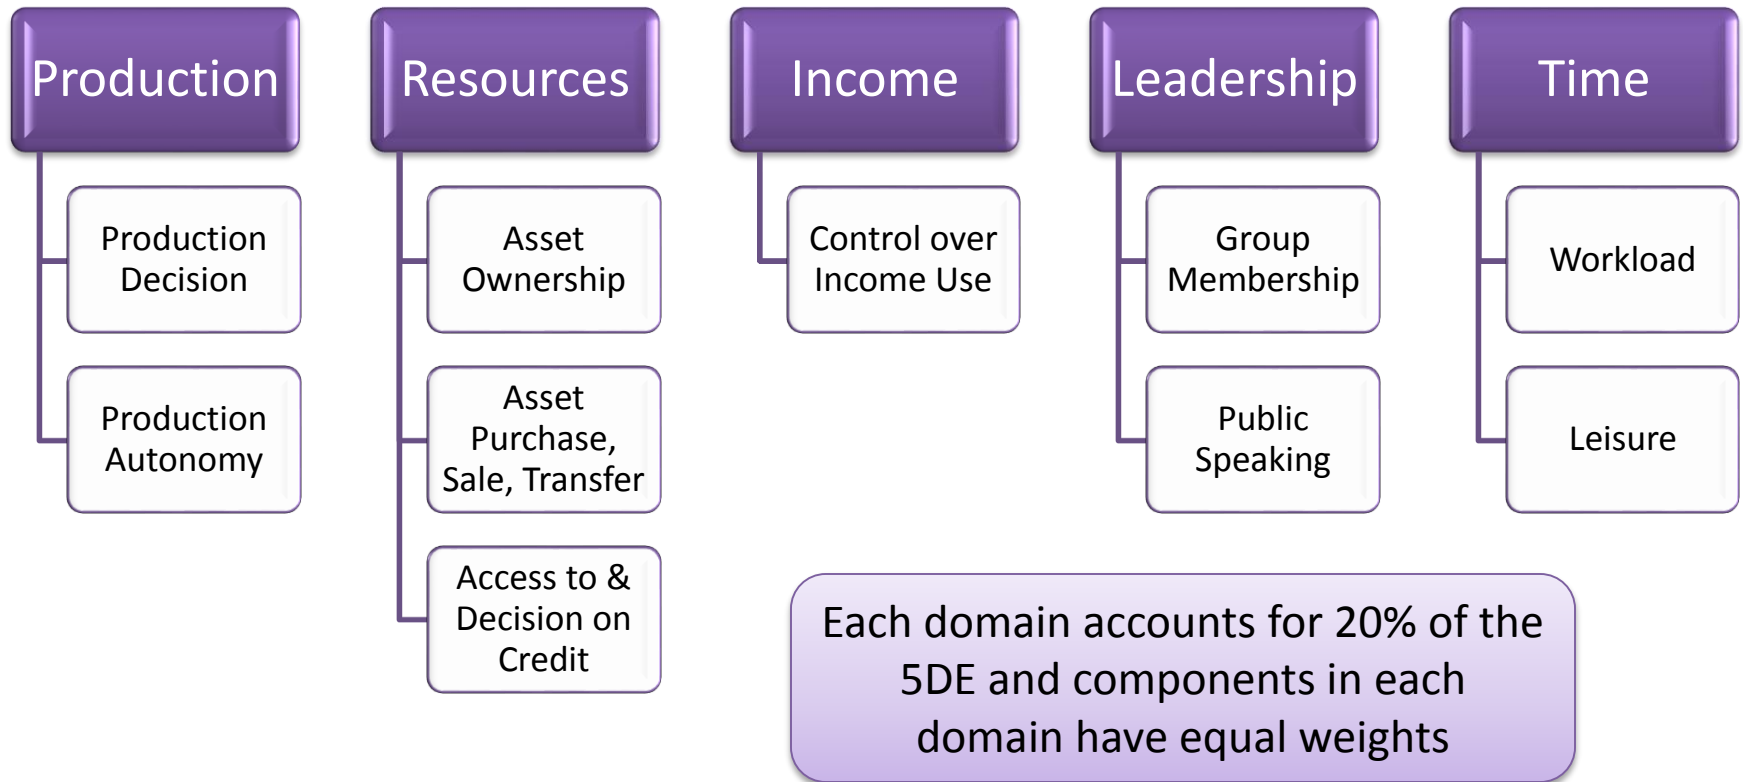 Production
Resources
Income
Leadership
Time
Production
Decision
Production
Autonomy
Asset
Ownership
Asset
Purchase,
Sale, Transfer
Access to &
Decision on
Credit
Control over
Income Use
Group
Membership
Public
Speaking
Workload
Leisure
Each domain accounts for 20% of the
5DE and components in each
domain have equal weights